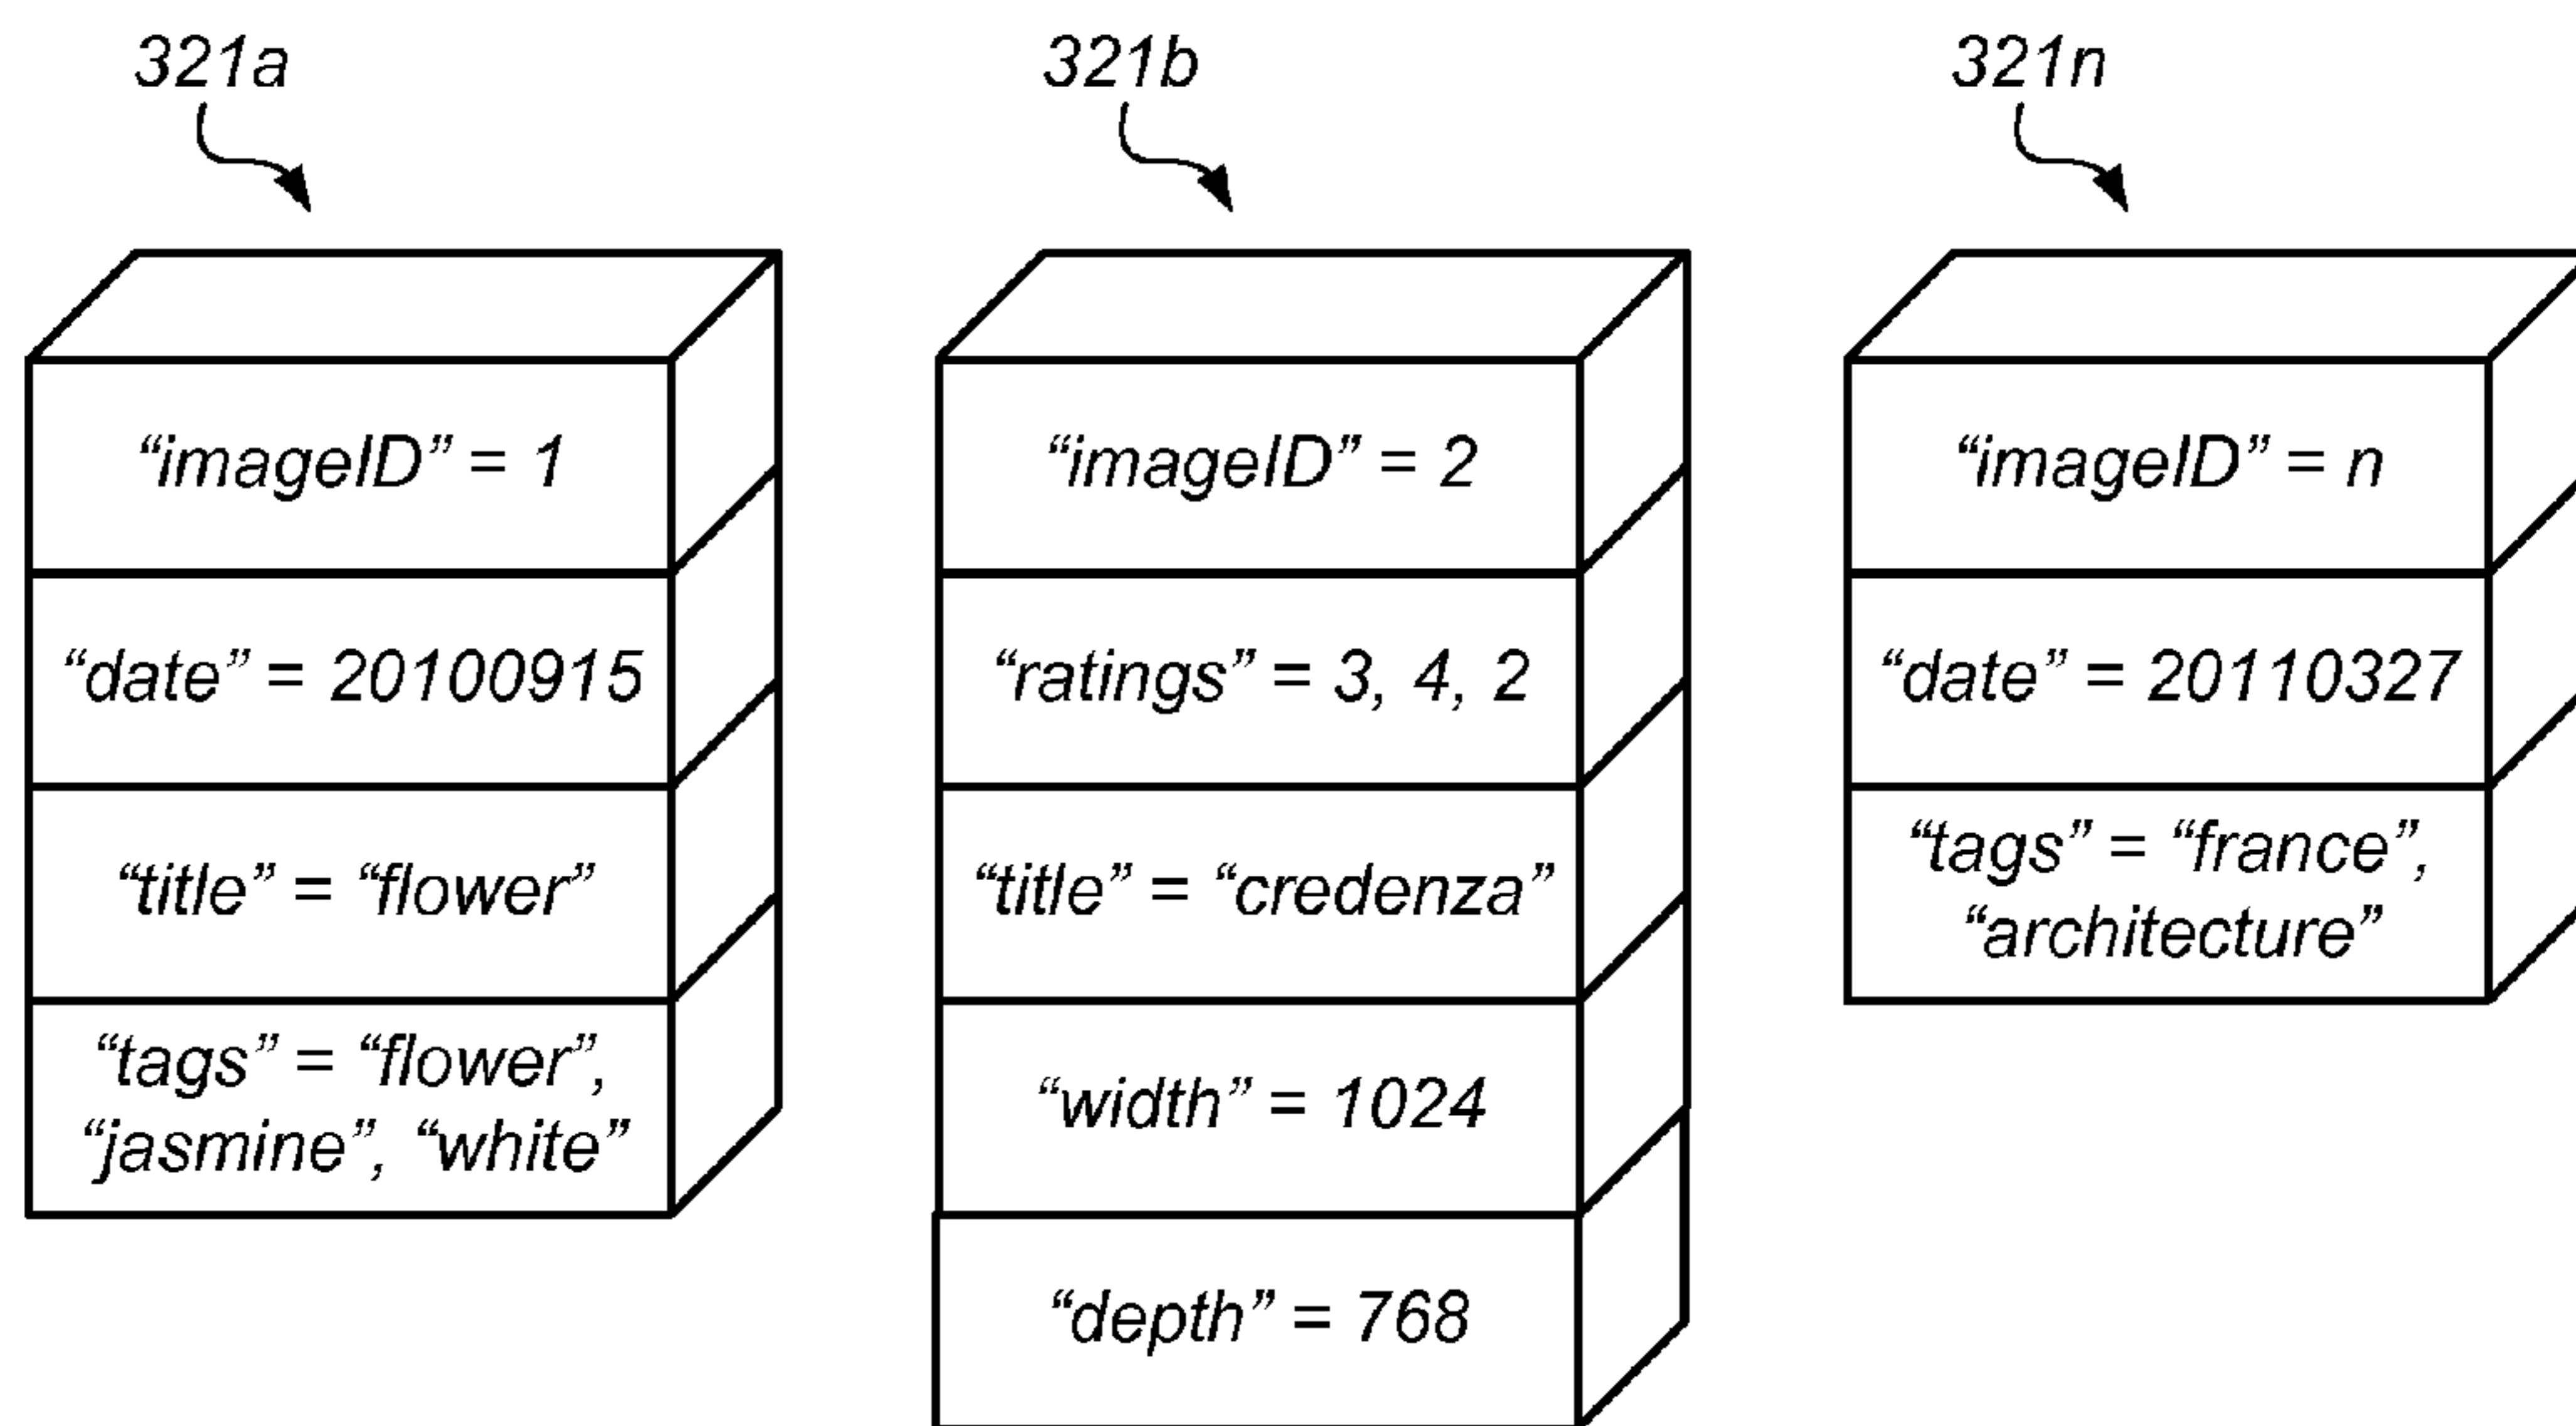 321a
“imageID” = 1
“date” = 20100915
“title” = “flower”
“tags” = “flower”,
“jasmine”, “white”
321b
“imageID” = 2
“ratings” = 3, 4, 2
“title” = “credenza”
“width” = 1024
“depth” = 768
321n
“imageID” = n
“date” = 20110327
“tags” = “france”,
“architecture”